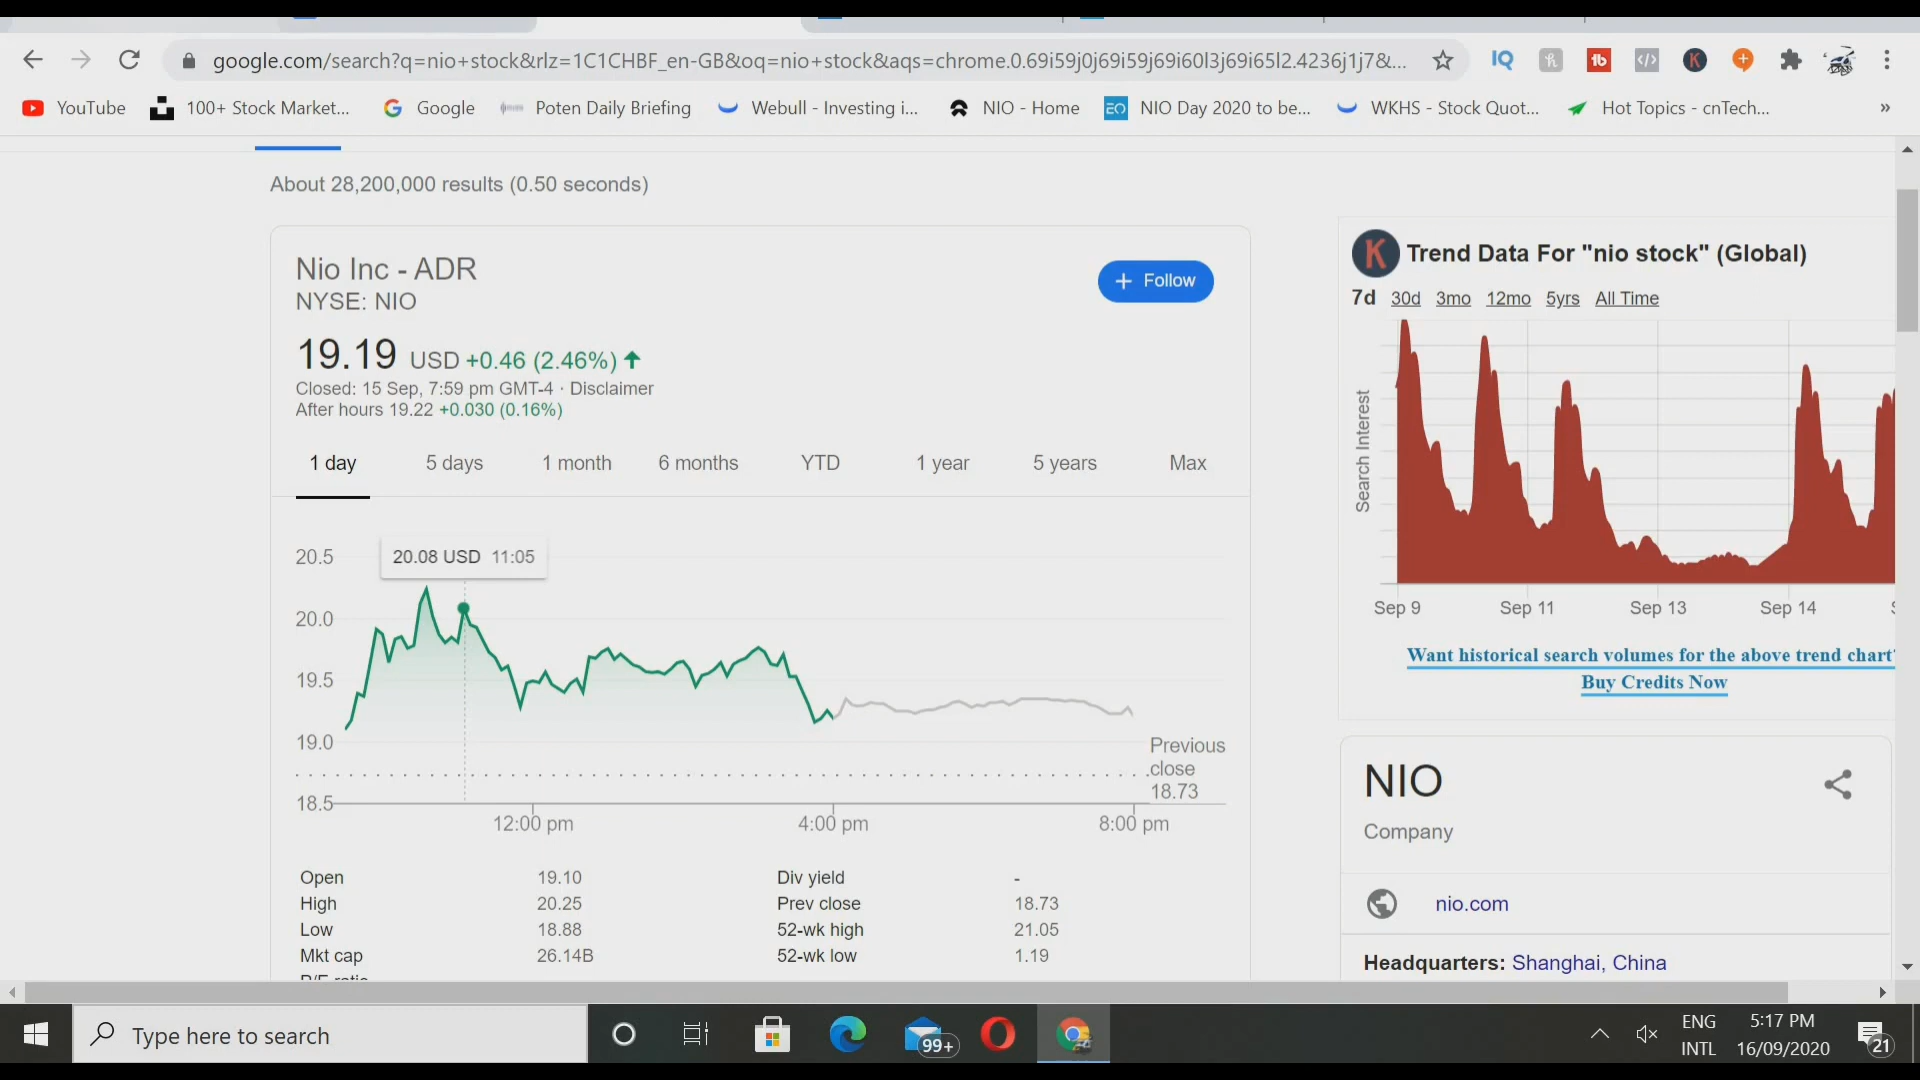 google.com/search?q=nio+stock&rlz=1C1CHBF_en-GB&oq=nio+stock&aqs=chrome.0.69i59j0j69i59j69i60l3j69i65l2.4236j1j7&...
YouTube 100+ Stock Market... Google Poten Daily Briefing Webull - Investing i... NIO - Home NIO Day 2020 to be... WKHS - Stock Quot... Hot Topics - cnTech... »
About 28,200,000 results (0.50 seconds)
Nio Inc - ADR
NYSE: NIO
+ Follow
19.19 USD +0.46 (2.46%)
Closed: 15 Sep, 7:59 pm GMT-4 · Disclaimer
After hours 19.22 +0.030 (0.16%)
1 day 5 days 1 month 6 months YTD 1 year 5 years Max
20.08 USD 11:05
20.5
20.0
19.5
19.0
18.5
Previous
close
18.73
12:00 pm 4:00 pm 8:00 pm
Open 19.10 Div yield -
High 20.25 Prev close 18.73
Low 18.88 52-wk high 21.05
Mkt cap 26.14B 52-wk low 1.19
K Trend Data For "nio stock" (Global)
7d 30d 3mo 12mo 5yrs All Time
Search Interest
Sep 9 Sep 11 Sep 13 Sep 14
Want historical search volumes for the above trend chart?
Buy Credits Now
NIO
Company
nio.com
Headquarters: Shanghai, China
Type here to search
99+
ENG 5:17 PM
INTL 16/09/2020
21